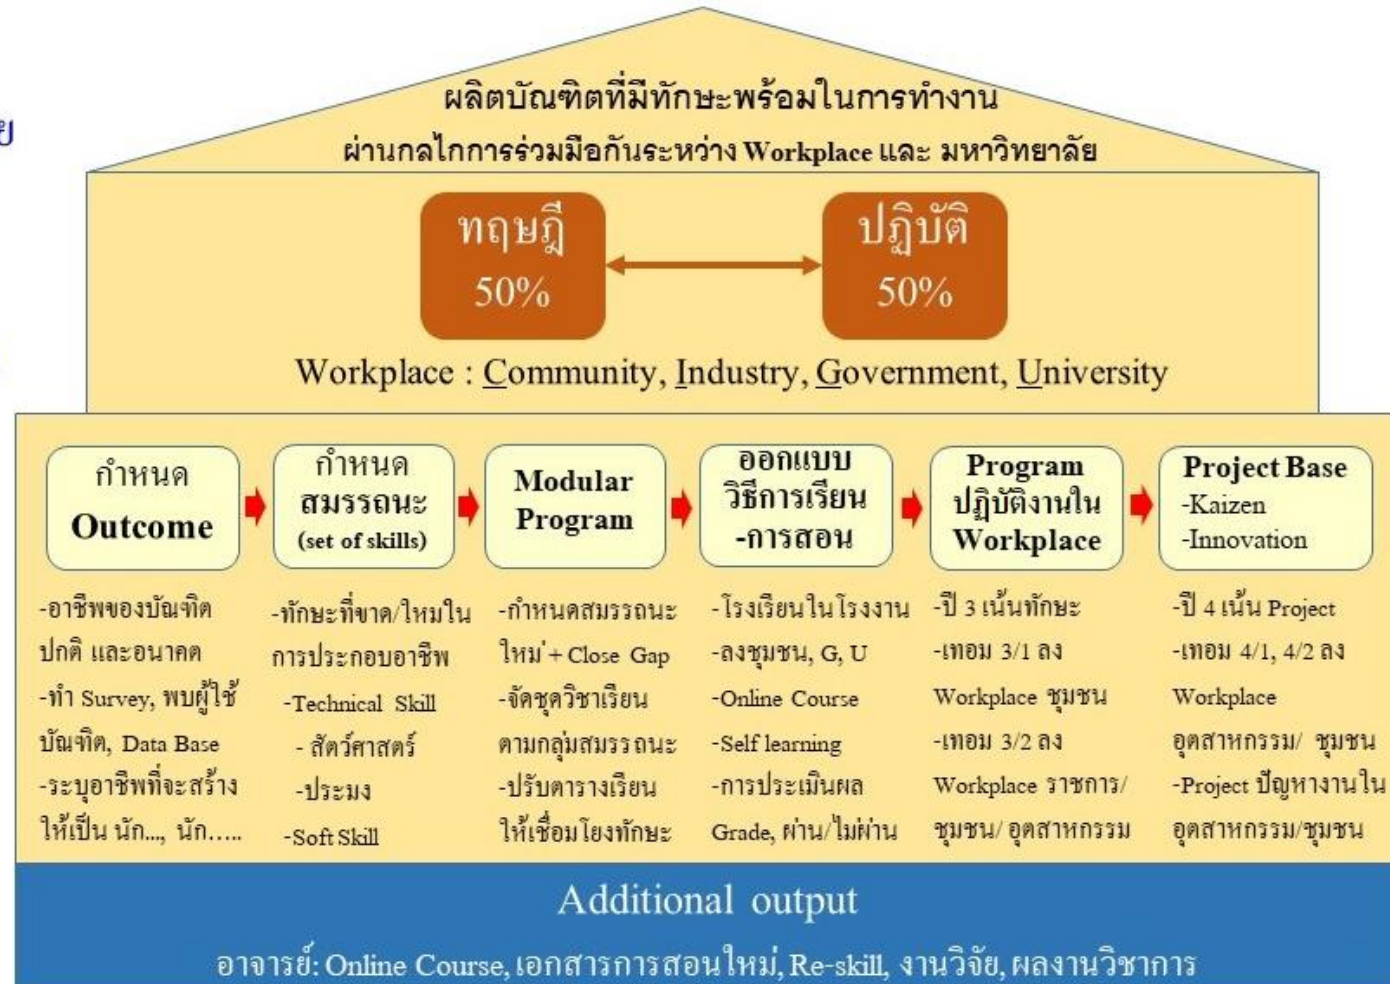 ผลิตบัณฑิตที่มีทักษะพร้อมในการทำงาน
ผ่านกลไกการร่วมมือกันระหว่าง Workplace และ มหาวิทยาลัย
ทฤษฎี
50%
ปฏิบัติ
50%
Workplace : Community, Industry, Government, University
กำหนด
Outcome
-อาชีพของบัณฑิต
ปกติ และอนาคต
-ทำ Survey, พบผู้ใช้
บัณฑิต, Data Base
-ระบุอาชีพที่จะสร้าง
ให้เป็น นัก..., นัก.....
กำหนด
สมรรถนะ
(set of skills)
-ทักษะที่ขาด/ใหม่ใน
การประกอบอาชีพ
-Technical Skill
- สัตว์ศาสตร์
-ประมง
-Soft Skill
Modular
Program
-กำหนดสมรรถนะ
ใหม่ + Close Gap
-จัดชุดวิชาเรียน
ตามกลุ่มสมรรถนะ
-ปรับตารางเรียน
ให้เชื่อมโยงทักษะ
ออกแบบ
วิธีการเรียน
-การสอน
-โรงเรียนในโรงงาน
-ลงชุมชน, G, U
-Online Course
-Self learning
-การประเมินผล
Grade, ผ่าน/ไม่ผ่าน
Program
ปฏิบัติงานใน
Workplace
-ปี 3 เน้นทักษะ
-เทอม 3/1 ลง
Workplace ชุมชน
-เทอม 3/2 ลง
Workplace ราชการ/
ชุมชน/ อุตสาหกรรม
Project Base
-Kaizen
-Innovation
-ปี 4 เน้น Project
-เทอม 4/1, 4/2 ลง
Workplace
อุตสาหกรรม/ ชุมชน
-Project ปัญหางานใน
อุตสาหกรรม/ชุมชน
Additional output
อาจารย์: Online Course, เอกสารการสอนใหม่, Re-skill, งานวิจัย, ผลงานวิชาการ